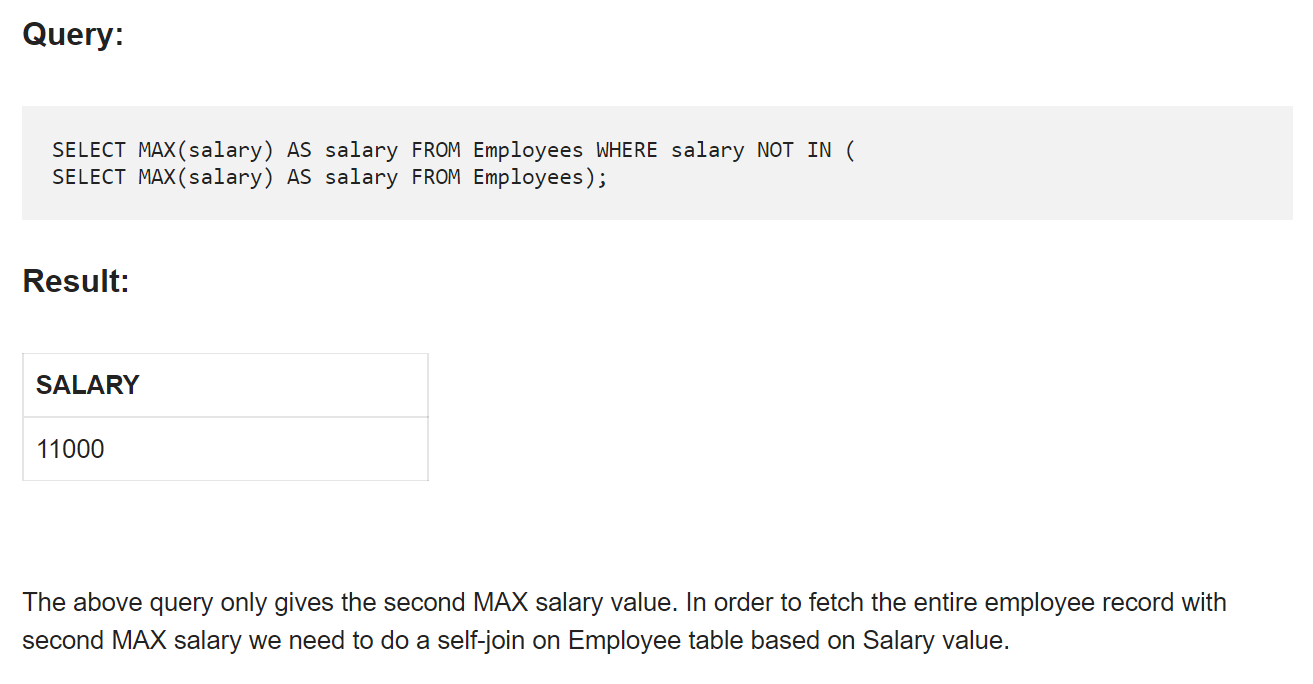 Query:
SELECT MAX(salary) AS salary FROM Employees WHERE salary NOT IN (
SELECT MAX(salary) AS salary FROM Employees);
Result:
SALARY
11000
The above query only gives the second MAX salary value. In order to fetch the entire employee record with
second MAX salary we need to do a self-join on Employee table based on Salary value.